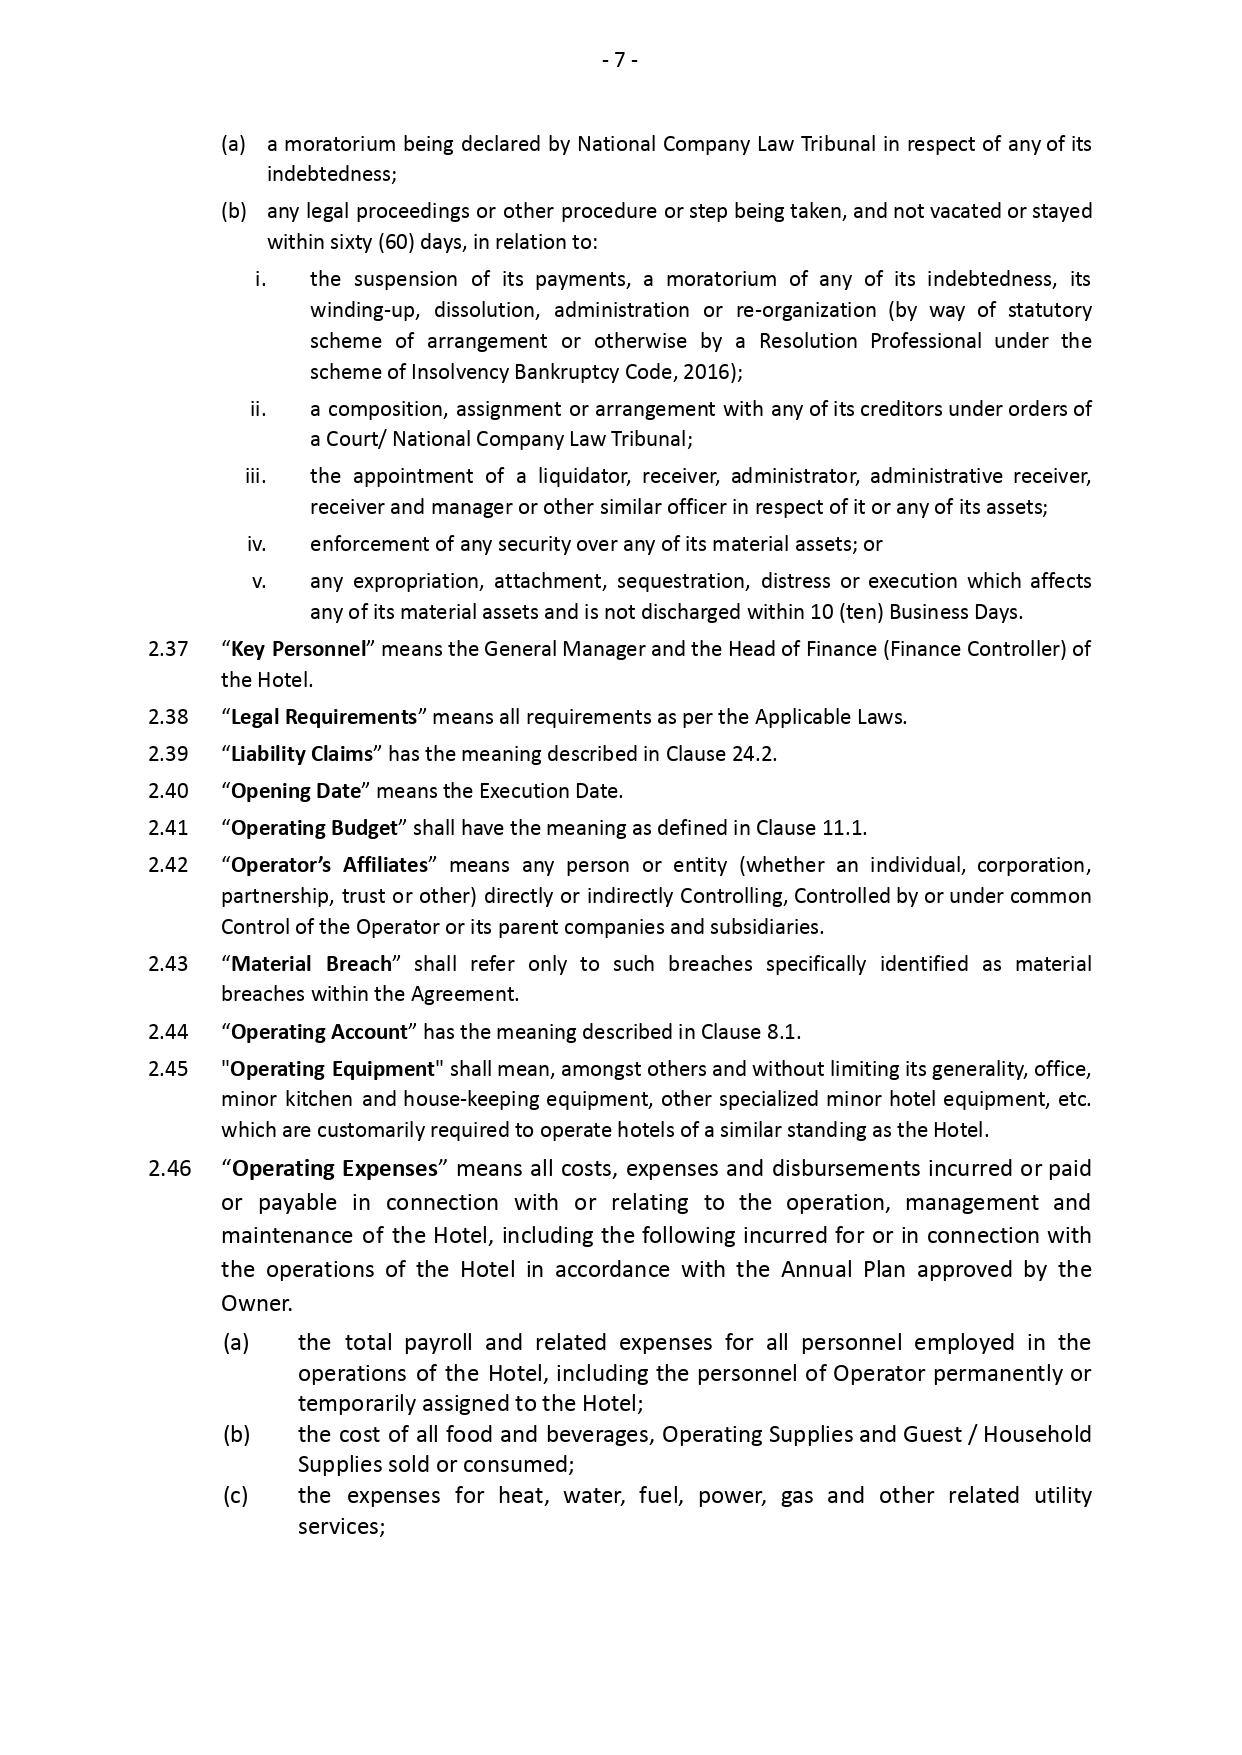 - 7 -
(a) a moratorium being declared by National Company Law Tribunal in respect of any of its
indebtedness;
(b) any legal proceedings or other procedure or step being taken, and not vacated or stayed
within sixty (60) days, in relation to:
i. the suspension of its payments, a moratorium of any of its indebtedness, its
winding-up, dissolution, administration or re-organization (by way of statutory
scheme of arrangement or otherwise by a Resolution Professional under the
scheme of Insolvency Bankruptcy Code, 2016);
ii. a composition, assignment or arrangement with any of its creditors under orders of
a Court/ National Company Law Tribunal;
iii. the appointment of a liquidator, receiver, administrator, administrative receiver,
receiver and manager or other similar officer in respect of it or any of its assets;
iv. enforcement of any security over any of its material assets; or
v. any expropriation, attachment, sequestration, distress or execution which affects
any of its material assets and is not discharged within 10 (ten) Business Days.
2.37 “Key Personnel” means the General Manager and the Head of Finance (Finance Controller) of
the Hotel.
2.38 “Legal Requirements” means all requirements as per the Applicable Laws.
2.39 “Liability Claims” has the meaning described in Clause 24.2.
2.40 “Opening Date” means the Execution Date.
2.41 “Operating Budget” shall have the meaning as defined in Clause 11.1.
2.42 “Operator’s Affiliates” means any person or entity (whether an individual, corporation,
partnership, trust or other) directly or indirectly Controlling, Controlled by or under common
Control of the Operator or its parent companies and subsidiaries.
2.43 “Material Breach” shall refer only to such breaches specifically identified as material
breaches within the Agreement.
2.44 “Operating Account” has the meaning described in Clause 8.1.
2.45 "Operating Equipment" shall mean, amongst others and without limiting its generality, office,
minor kitchen and house-keeping equipment, other specialized minor hotel equipment, etc.
which are customarily required to operate hotels of a similar standing as the Hotel.
2.46 “Operating Expenses” means all costs, expenses and disbursements incurred or paid
or payable in connection with or relating to the operation, management and
maintenance of the Hotel, including the following incurred for or in connection with
the operations of the Hotel in accordance with the Annual Plan approved by the
Owner.
(a) the total payroll and related expenses for all personnel employed in the
operations of the Hotel, including the personnel of Operator permanently or
temporarily assigned to the Hotel;
(b) the cost of all food and beverages, Operating Supplies and Guest / Household
Supplies sold or consumed;
(c) the expenses for heat, water, fuel, power, gas and other related utility
services;